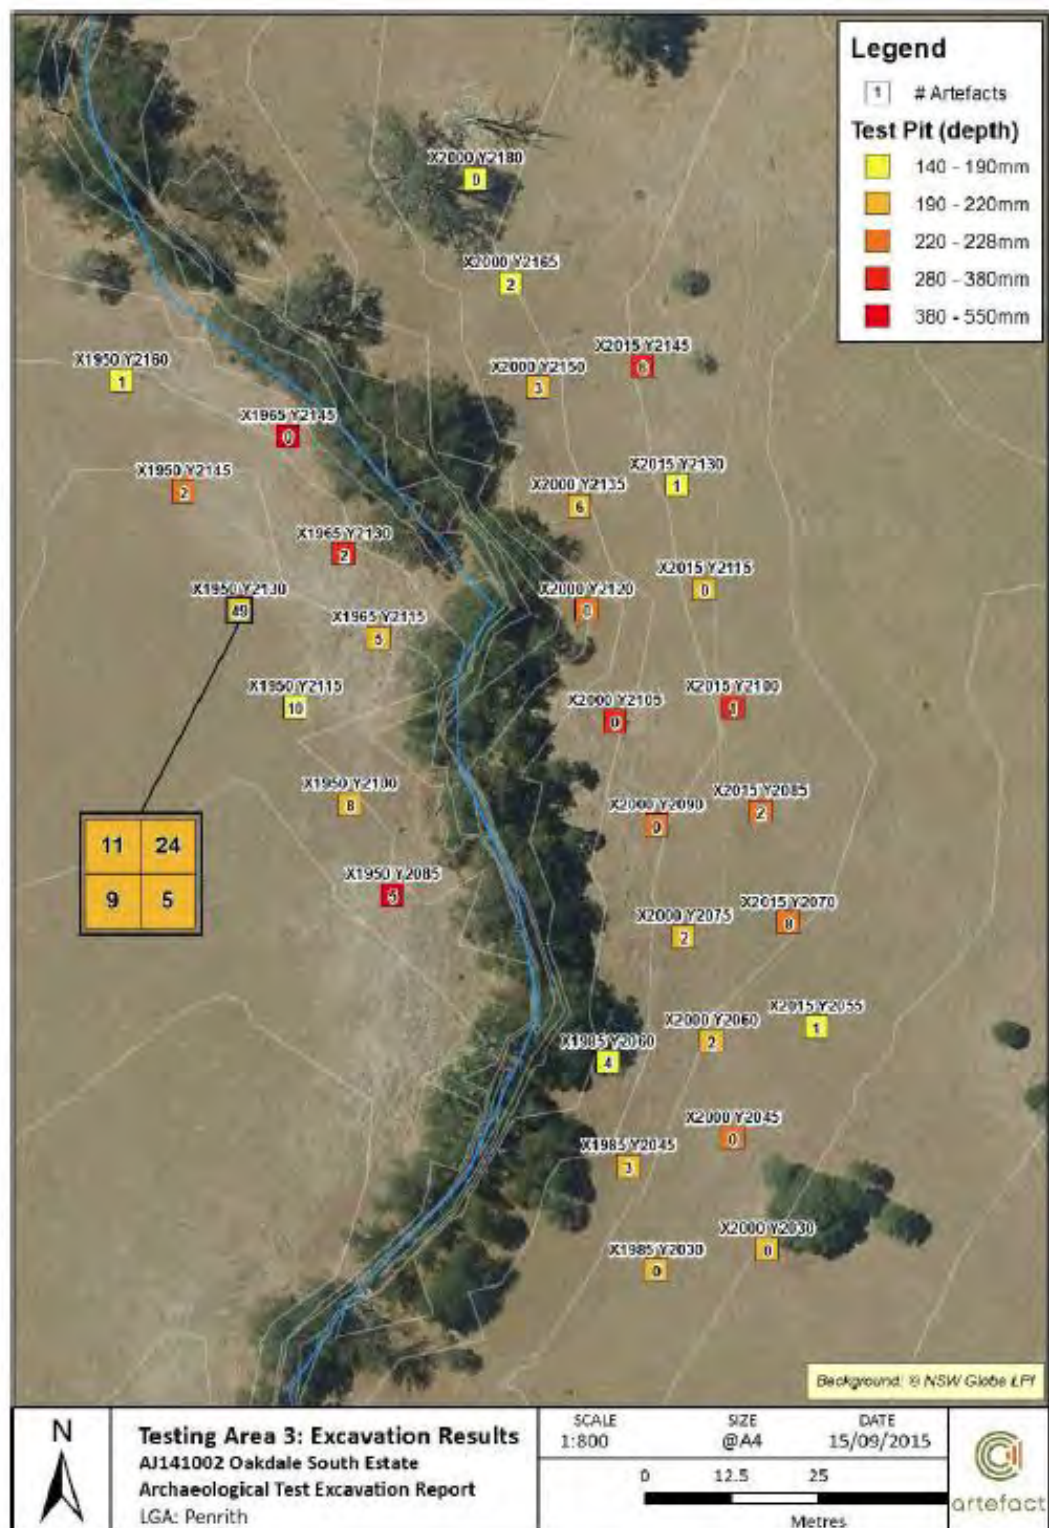 Legend
1 # Artefacts
Test Pit (depth)
140 - 190mm
190 - 220mm
220 - 228mm
280 - 380mm
380 - 550mm
X2000 Y2180
0
X2000 Y2165
2
X2015 Y2145
X2000 Y2150
3
X1950 Y2160
1
X1965 Y2145
0
X1950 Y2145
2
X2015 Y2130
1
X2000 Y2135
6
X1965 Y2130
2
X2015 Y2115
0
X1950 Y2130
49
X2000 Y2120
X1965 Y2115
5
X1950 Y2115
10
X2015 Y2100
1
X2000 Y2105
0
X1950 Y2100
8
X2015 Y2085
2
X2000 Y2090
0
11 24
9 5
X1950 Y2085
5
X2015 Y2070
8
X2000 Y2075
2
X2015 Y2055
1
X2000 Y2060
2
X1985 Y2060
4
X2000 Y2045
0
X1985 Y2045
3
X2000 Y2030
0
X1985 Y2030
0
Background: © NSW Globe LPI
N
Testing Area 3: Excavation Results
AJ141002 Oakdale South Estate
Archaeological Test Excavation Report
LGA: Penrith
SCALE
1:800
SIZE
@A4
DATE
15/09/2015
0 12.5 25
Metres
artefact